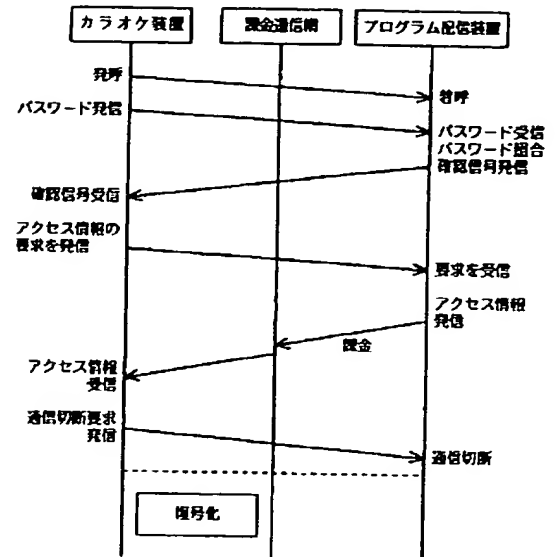 カラオケ装置
課金通信網
プログラム配信装置
発呼
着呼
パスワード発信
パスワード受信
パスワード照合
確認信号発信
確認信号受信
アクセス情報の
要求を発信
要求を受信
アクセス情報
発信
課金
アクセス情報
受信
通信切断要求
発信
通信切断
復号化